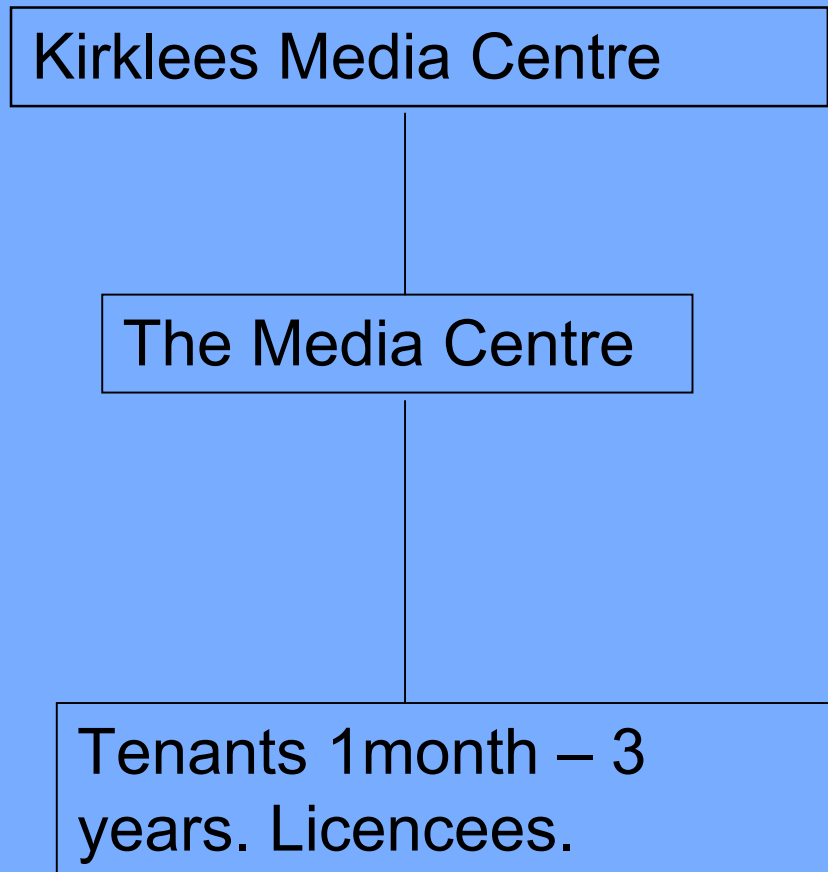 Kirklees Media Centre
The Media Centre
Tenants 1month – 3
years. Licencees.